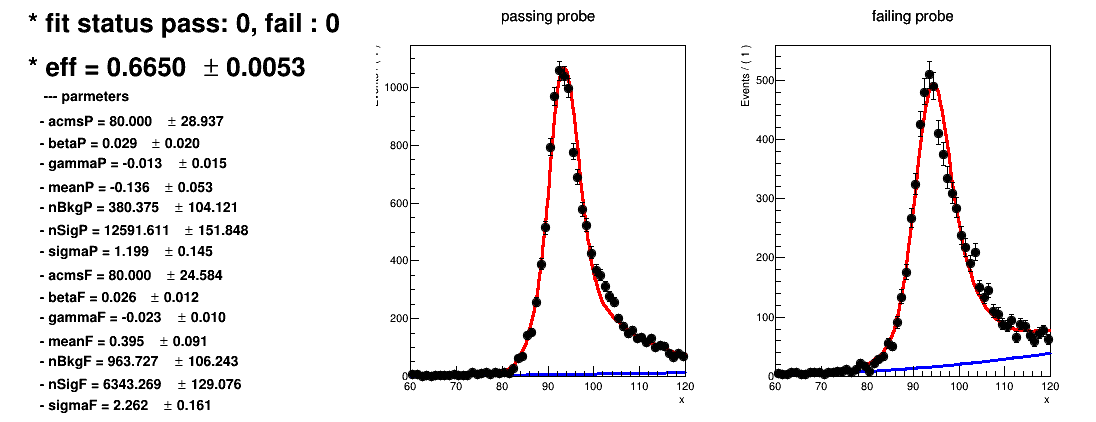 * fit status pass: 0, fail : 0
* eff = 0.6650 ± 0.0053
--- parmeters
- acmsP = 80.000 ± 28.937
- betaP = 0.029 ± 0.020
- gammaP = -0.013 ± 0.015
- meanP = -0.136 ± 0.053
- nBkgP = 380.375 ± 104.121
- nSigP = 12591.611 ± 151.848
- sigmaP = 1.199 ± 0.145
- acmsF = 80.000 ± 24.584
- betaF = 0.026 ± 0.012
- gammaF = -0.023 ± 0.010
- meanF = 0.395 ± 0.091
- nBkgF = 963.727 ± 106.243
- nSigF = 6343.269 ± 129.076
- sigmaF = 2.262 ± 0.161
passing probe
1000
800
600
400
200
0
60 70 80 90 100 110 120
x
failing probe
Events / ( 1 )
500
400
300
200
100
0
60 70 80 90 100 110 120
x